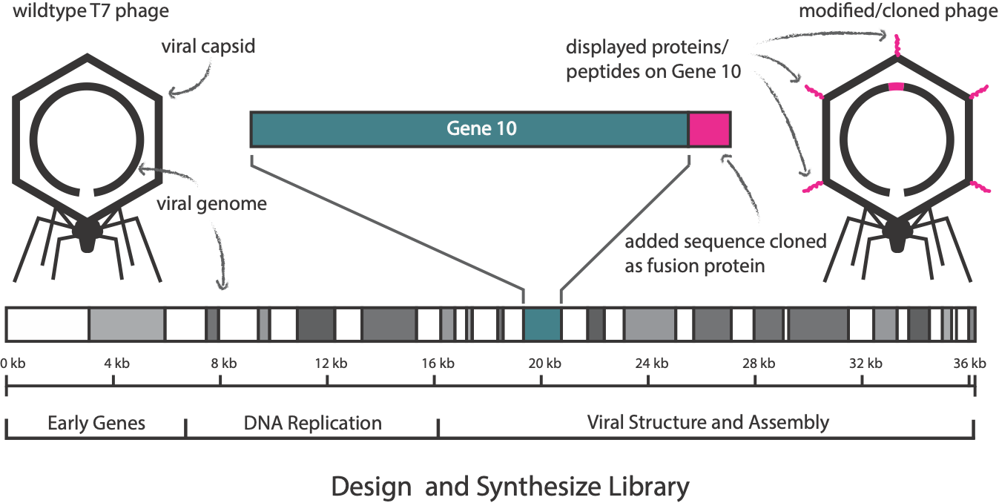 wildtype T7 phage
modified/cloned phage
viral capsid
displayed proteins/
peptides on Gene 10
Gene 10
viral genome
added sequence cloned
as fusion protein
0 kb 4 kb 8 kb 12 kb 16 kb 20 kb 24 kb 28 kb 32 kb 36 kb
Early Genes DNA Replication Viral Structure and Assembly
Design and Synthesize Library